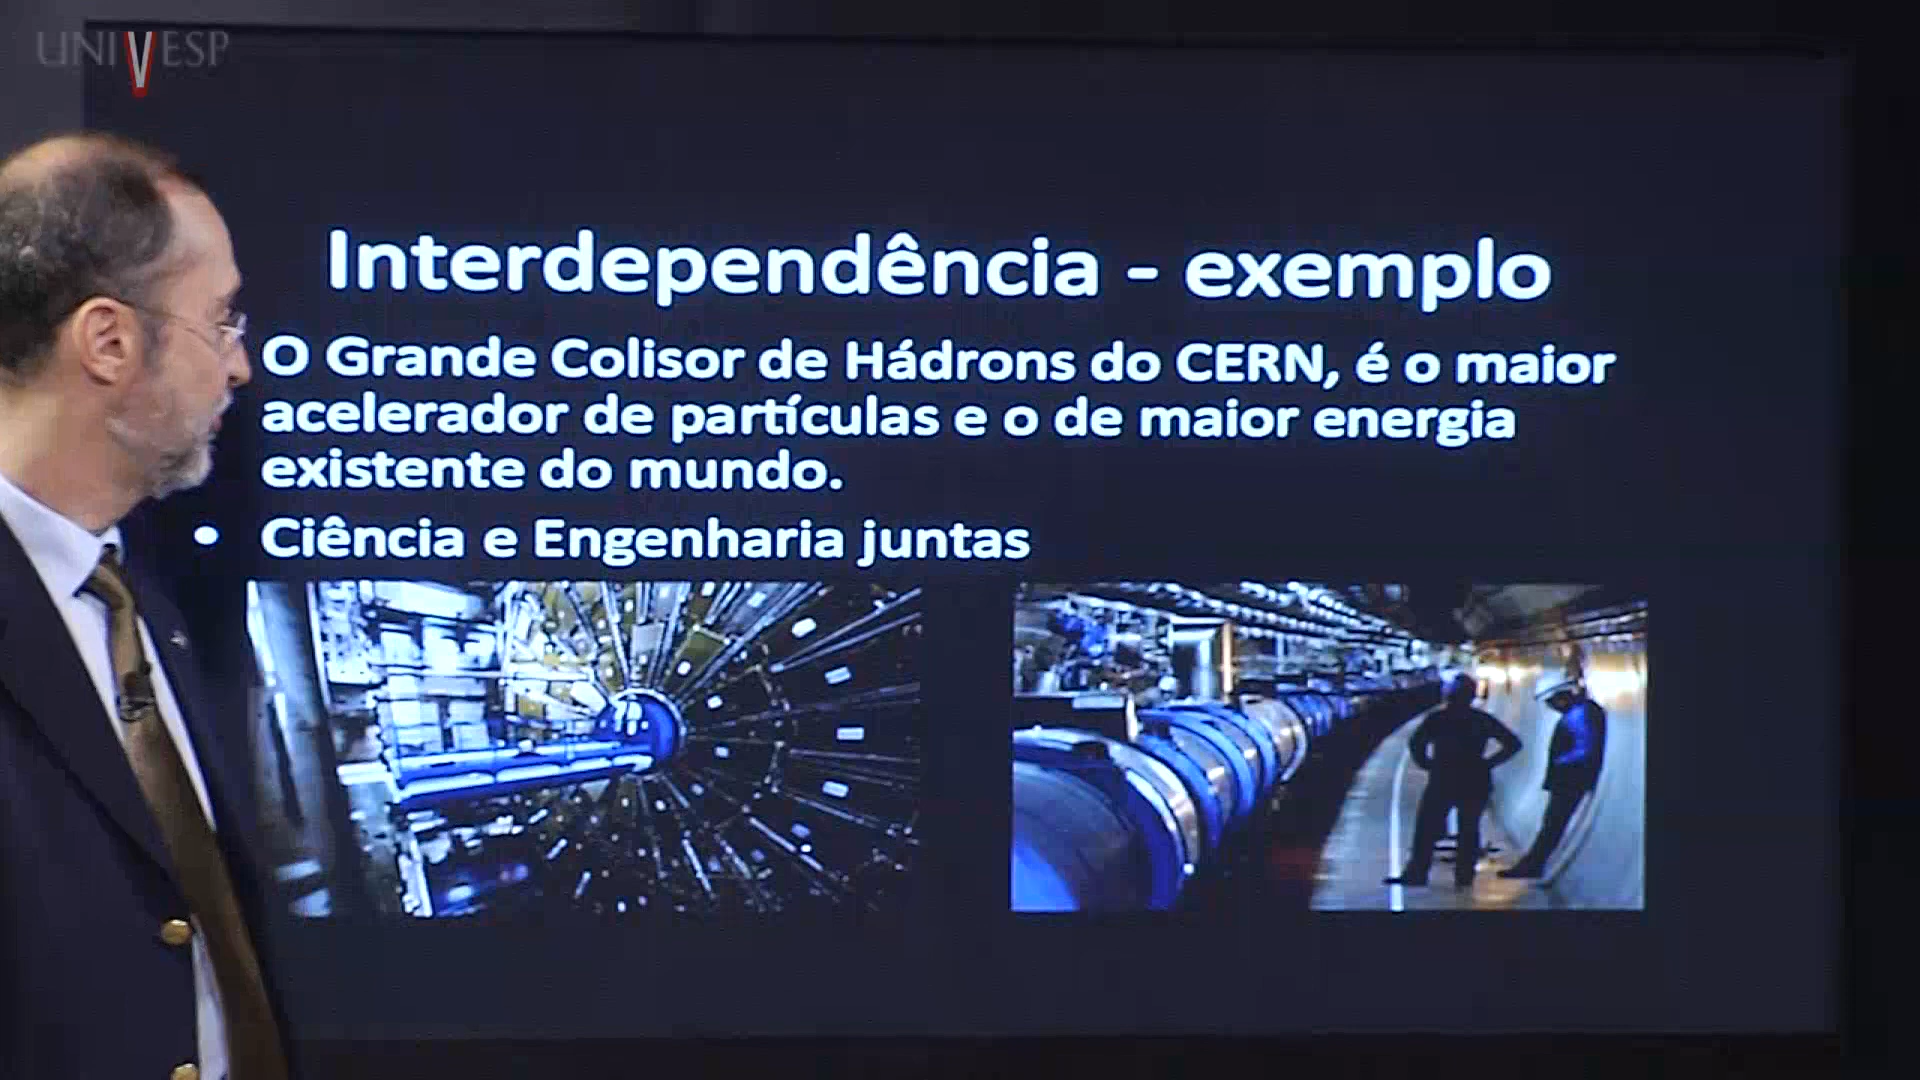 UNIVESP
Interdependência - exemplo
O Grande Colisor de Hádrons do CERN, é o maior
acelerador de partículas e o de maior energia
existente do mundo.
• Ciência e Engenharia juntas